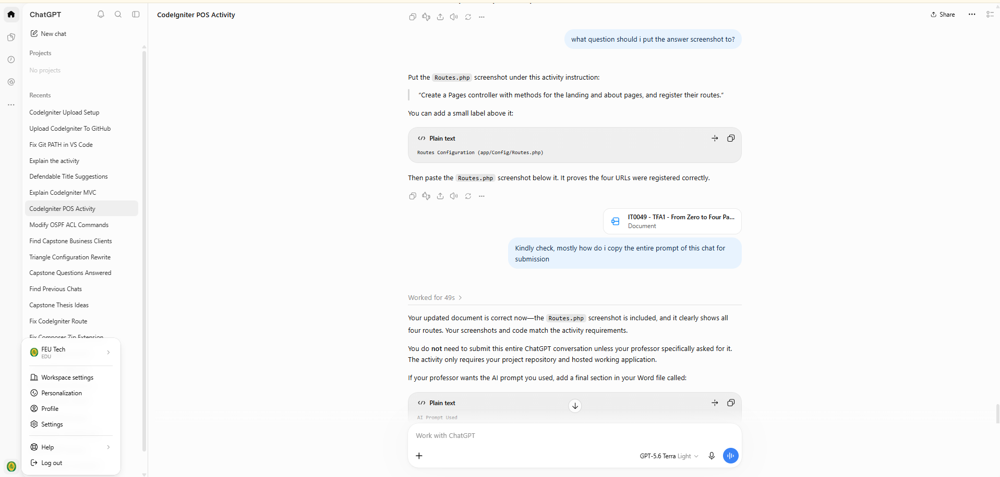 ChatGPT
New chat
Projects
No projects
Recents
CodeIgniter Upload Setup
Upload CodeIgniter To GitHub
Fix Git PATH in VS Code
Explain the activity
Defendable Title Suggestions
Explain CodeIgniter MVC
CodeIgniter POS Activity
Modify OSPF ACL Commands
Find Capstone Business Clients
Triangle Configuration Rewrite
Capstone Questions Answered
Find Previous Chats
Capstone Thesis Ideas
Fix CodeIgniter Route
Fix Composer Zip Extension
FEU Tech
EDU
Workspace settings
Personalization
Profile
Settings
Help
Log out
CodeIgniter POS Activity
Share
what question should i put the answer screenshot to?
Put the Routes.php screenshot under this activity instruction:
“Create a Pages controller with methods for the landing and about pages, and register their routes.”
You can add a small label above it:
Plain text
Routes Configuration (app/Config/Routes.php)
Then paste the Routes.php screenshot below it. It proves the four URLs were registered correctly.
IT0049 - TFA1 - From Zero to Four Pa...
Document
Kindly check, mostly how do i copy the entire prompt of this chat for
submission
Worked for 49s
Your updated document is correct now—the Routes.php screenshot is included, and it clearly shows all
four routes. Your screenshots and code match the activity requirements.
You do not need to submit this entire ChatGPT conversation unless your professor specifically asked for it.
The activity only requires your project repository and hosted working application.
If your professor wants the AI prompt you used, add a final section in your Word file called:
Plain text
AI Prompt Used
Work with ChatGPT
GPT-5.6 Terra Light